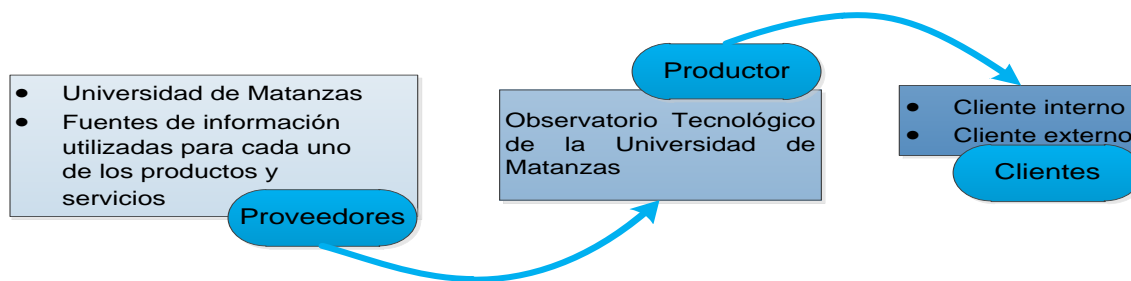 • Universidad de Matanzas
• Fuentes de información
utilizadas para cada uno
de los productos y
servicios
Proveedores
Productor
Observatorio Tecnológico
de la Universidad de
Matanzas
• Cliente interno
• Cliente externo
Clientes